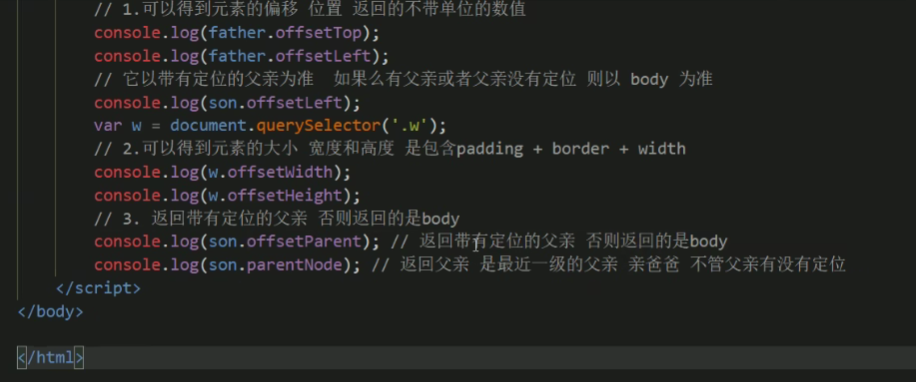 // 1.可以得到元素的偏移 位置 返回的不带单位的数值
console.log(father.offsetTop);
console.log(father.offsetLeft);
// 它以带有定位的父亲为准  如果么有父亲或者父亲没有定位 则以 body 为准
console.log(son.offsetLeft);
var w = document.querySelector('.w');
// 2.可以得到元素的大小 宽度和高度 是包含padding + border + width
console.log(w.offsetWidth);
console.log(w.offsetHeight);
// 3. 返回带有定位的父亲 否则返回的是body
console.log(son.offsetParent); // 返回带有定位的父亲 否则返回的是body
console.log(son.parentNode); // 返回父亲 是最近一级的父亲 亲爸爸 不管父亲有没有定位
</script>
</body>
</html>